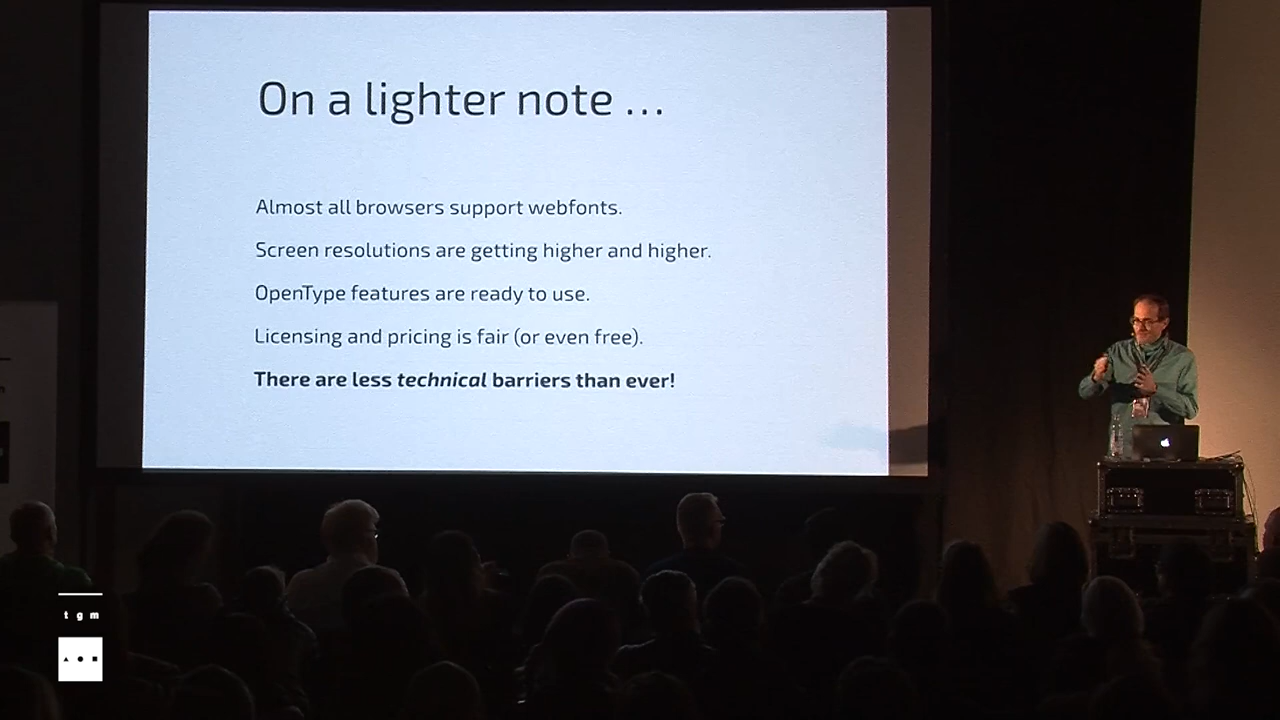 On a lighter note …
Almost all browsers support webfonts.
Screen resolutions are getting higher and higher.
OpenType features are ready to use.
Licensing and pricing is fair (or even free).
There are less technical barriers than ever!
t g m